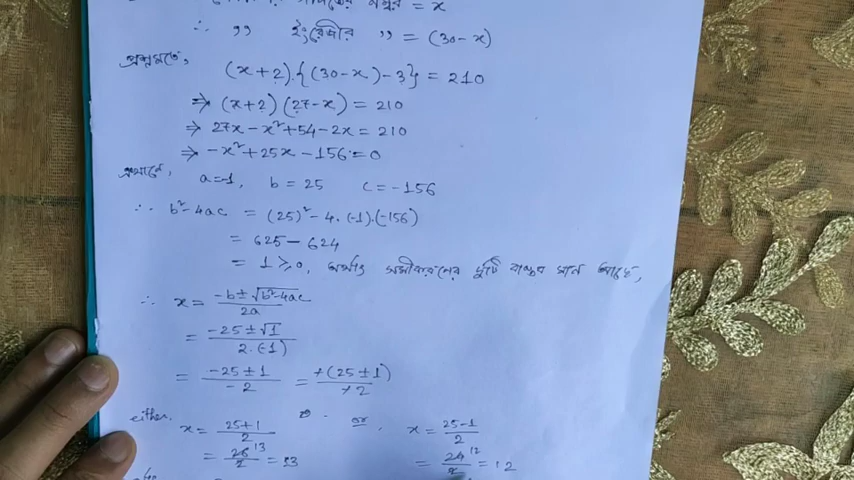 = x
∴ ,, ইংরেজীর ,, = (30 - x)
প্রশ্নমতে,
(x+2).{(30-x)-3} = 210
⇒ (x+2)(27-x) = 210
⇒ 27x - x² + 54 - 2x = 210
⇒ -x² + 25x - 156 = 0
এখানে, a=-1, b = 25 c = -156
∴ b² - 4ac = (25)² - 4.(-1).(-156)
= 625 - 624
= 1 ≥ 0, অর্থাৎ সমীকরণের দুটি বাস্তব মান আছে,
∴ x = (-b ± √(b²-4ac))/2a
= (-25 ± √1)/(2.(-1))
= (-25 ± 1)/(-2) = +(25 ± 1)/+2
either, x = (25+1)/2 or, x = (25-1)/2
= 26/2 13 = 13 = 24/2 12 = 12